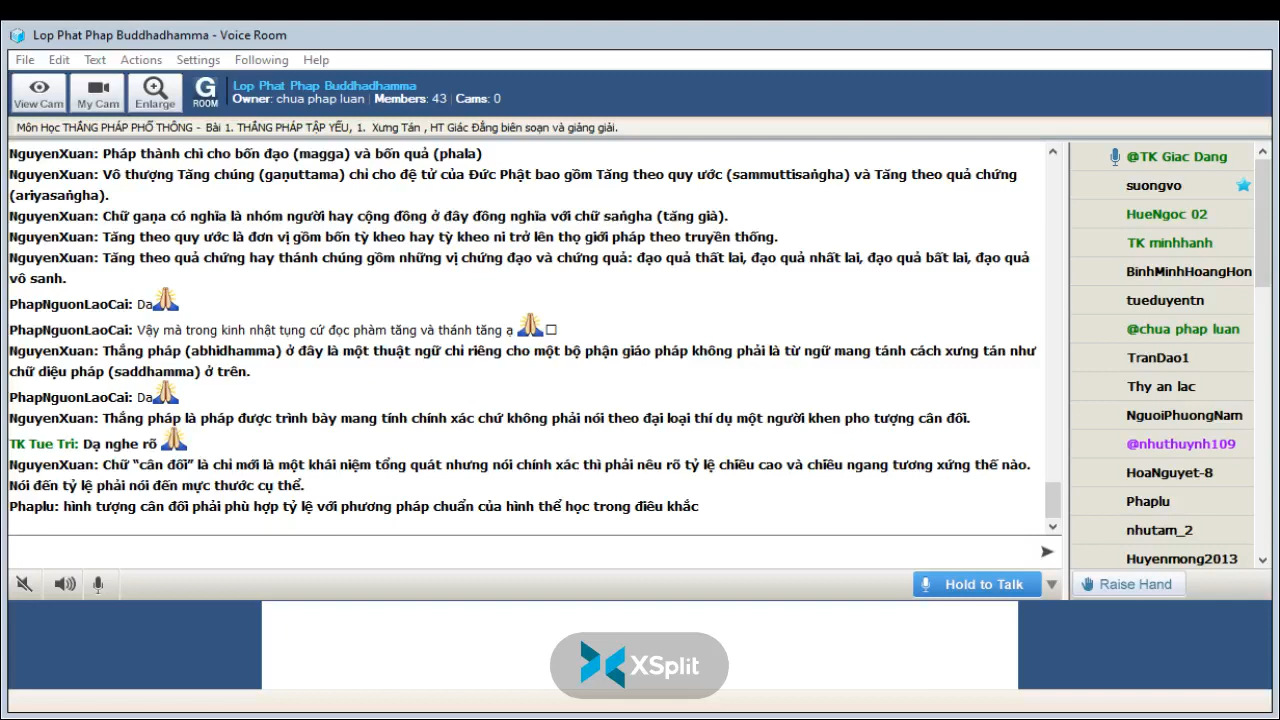 Lop Phat Phap Buddhadhamma - Voice Room
File Edit Text Actions Settings Following Help
View Cam My Cam Enlarge G ROOM
Lop Phat Phap Buddhadhamma
Owner: chua phap luan | Members: 43 | Cams: 0
Môn Học THẮNG PHÁP PHỔ THÔNG - Bài 1. THẮNG PHÁP TẬP YẾU, 1. Xưng Tán , HT Giác Đẳng biên soạn và giảng giải.
NguyenXuan: Pháp thành chỉ cho bốn đạo (magga) và bốn quả (phala)
NguyenXuan: Vô thượng Tăng chúng (gaṇuttama) chỉ cho đệ tử của Đức Phật bao gồm Tăng theo quy ước (sammuttisaṅgha) và Tăng theo quả chứng
(ariyasaṅgha).
NguyenXuan: Chữ gaṇa có nghĩa là nhóm người hay cộng đồng ở đây đồng nghĩa với chữ saṅgha (tăng già).
NguyenXuan: Tăng theo quy ước là đơn vị gồm bốn tỳ kheo hay tỳ kheo ni trở lên thọ giới pháp theo truyền thống.
NguyenXuan: Tăng theo quả chứng hay thánh chúng gồm những vị chứng đạo và chứng quả: đạo quả thất lai, đạo quả nhất lai, đạo quả bất lai, đạo quả
vô sanh.
PhapNguonLaoCai: Dạ🙏
PhapNguonLaoCai: Vậy mà trong kinh nhật tụng cứ đọc phàm tăng và thánh tăng ạ 🙏□
NguyenXuan: Thắng pháp (abhidhamma) ở đây là một thuật ngữ chỉ riêng cho một bộ phận giáo pháp không phải là từ ngữ mang tánh cách xưng tán như
chữ diệu pháp (saddhamma) ở trên.
PhapNguonLaoCai: Dạ🙏
NguyenXuan: Thắng pháp là pháp được trình bày mang tính chính xác chứ không phải nói theo đại loại thí dụ một người khen pho tượng cân đối.
TK Tue Tri: Dạ nghe rõ 🙏
NguyenXuan: Chữ “cân đối” là chỉ mới là một khái niệm tổng quát nhưng nói chính xác thì phải nêu rõ tỷ lệ chiều cao và chiều ngang tương xứng thế nào.
Nói đến tỷ lệ phải nói đến mực thước cụ thể.
Phaplu: hình tượng cân đối phải phù hợp tỷ lệ với phương pháp chuẩn của hình thể học trong điêu khắc
@TK Giac Dang
suongvo
HueNgoc 02
TK minhhanh
BinhMinhHoangHon
tueduyentn
@chua phap luan
TranDao1
Thy an lac
NguoiPhuongNam
@nhuthuynh109
HoaNguyet-8
Phaplu
nhutam_2
Huyenmong2013
Hold to Talk
Raise Hand
XSplit